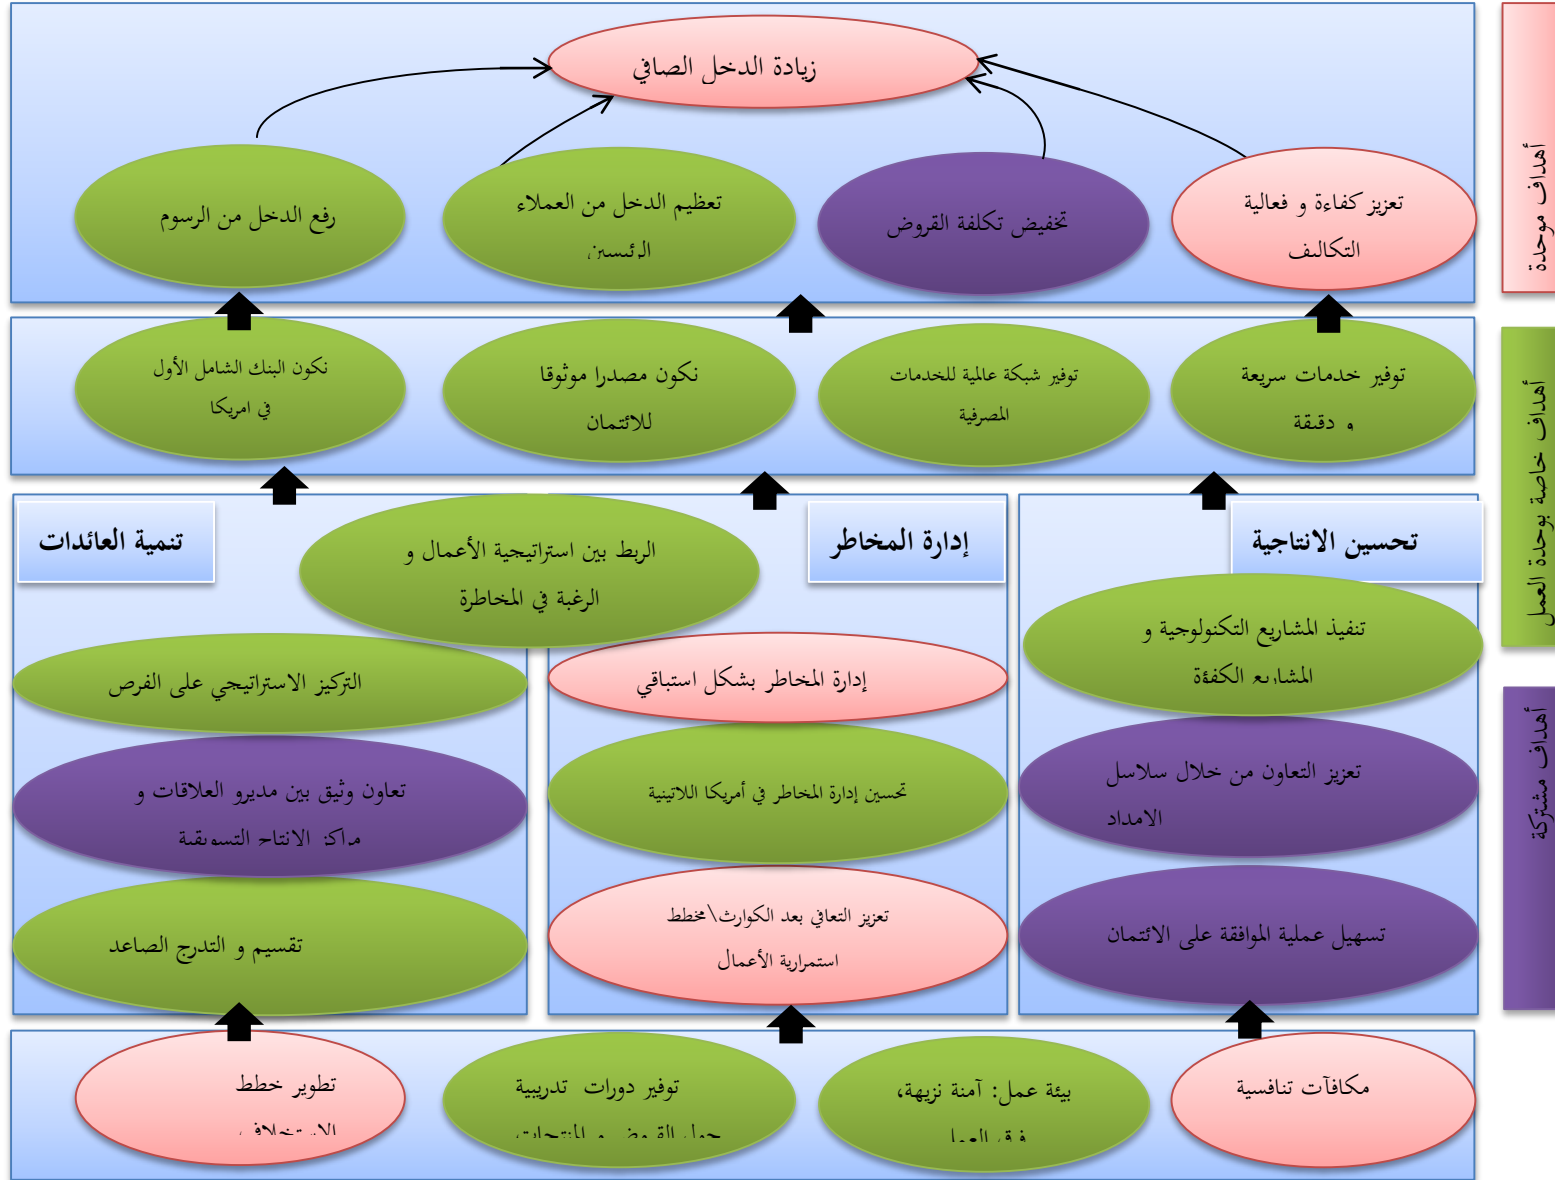 زيادة الدخل الصافي
تعزيز كفاءة و فعالية
التكاليف
تخفيض تكلفة القروض
تعظيم الدخل من العملاء
الرئيسين
رفع الدخل من الرسوم
توفير خدمات سريعة
و دقيقة
توفير شبكة عالمية للخدمات
المصرفية
نكون مصدرا موثوقا
للائتمان
نكون البنك الشامل الأول
في امريكا
تحسين الانتاجية
تنفيذ المشاريع التكنولوجية و
المشاريع الكفؤة
تعزيز التعاون من خلال سلاسل
الامداد
تسهيل عملية الموافقة على الائتمان
إدارة المخاطر
الربط بين استراتيجية الأعمال و
الرغبة في المخاطرة
إدارة المخاطر بشكل استباقي
تحسين إدارة المخاطر في أمريكا اللاتينية
تعزيز التعافي بعد الكوارث\مخطط
استمرارية الأعمال
تنمية العائدات
التركيز الاستراتيجي على الفرص
تعاون وثيق بين مديرو العلاقات و
مراكز الانتاج التسويقية
تقسيم و التدرج الصاعد
مكافآت تنافسية
بيئة عمل: آمنة نزيهة،
فرق العمل
توفير دورات تدريبية
حول القروض و المنتجات
تطوير خطط
الاستخلاف
أهداف موحدة
أهداف خاصة بوحدة العمل
أهداف مشتركة